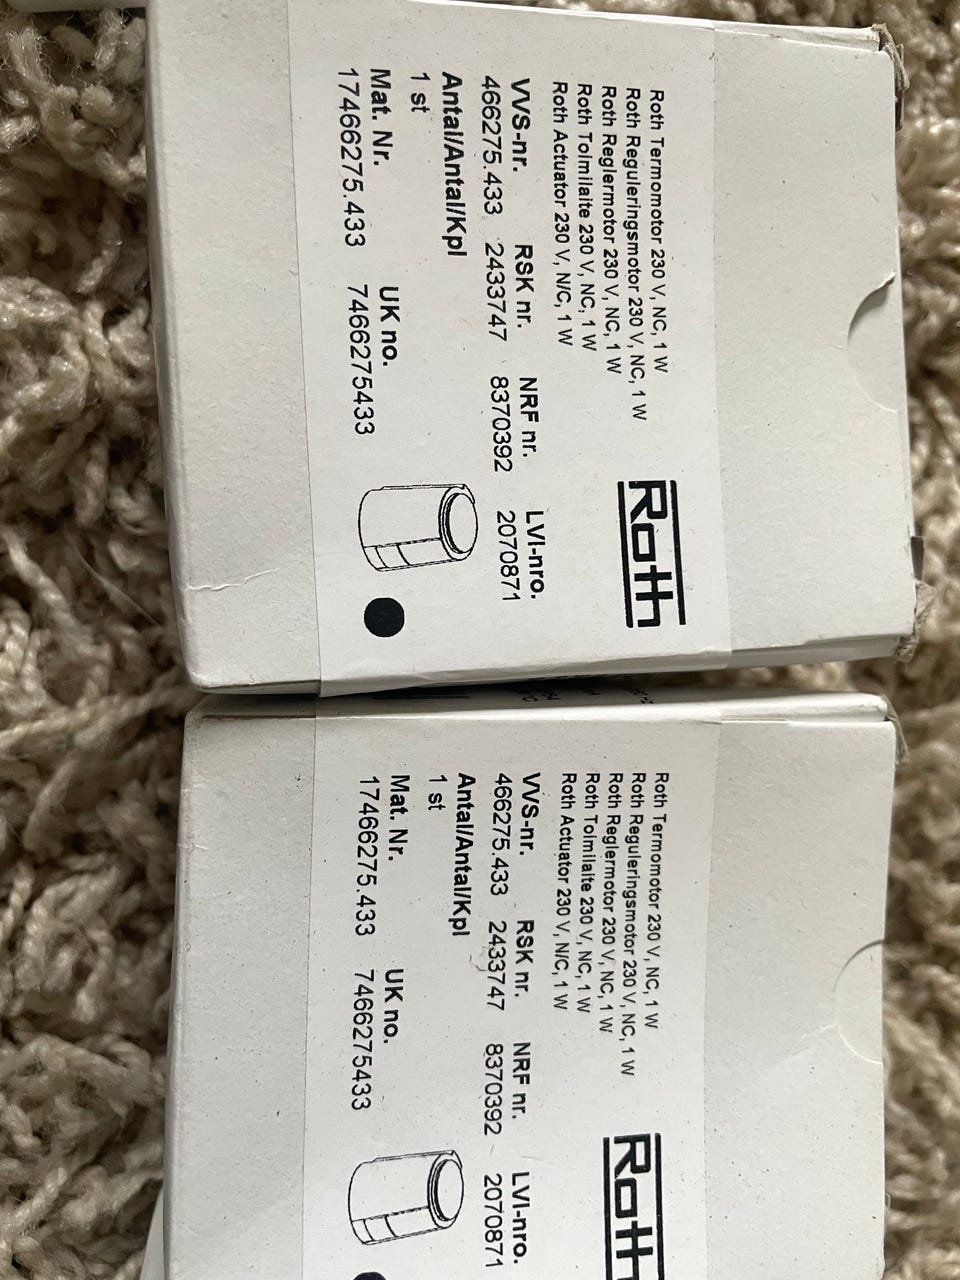 Roth Termomotor 230 V, NC, 1 W
Roth Reguleringsmotor 230 V, NC, 1 W
Roth Reglermotor 230 V, NC, 1 W
Roth Toimilaite 230 V, NC, 1 W
Roth Actuator 230 V, N/C, 1 W
Roth
VVS-nr. RSK nr. NRF nr. LVI-nro.
466275.433 2433747 8370392 2070871
Antal/Antal/Kpl
1 st
Mat. Nr. UK no.
17466275.433 7466275433
Roth Termomotor 230 V, NC, 1 W
Roth Reguleringsmotor 230 V, NC, 1 W
Roth Reglermotor 230 V, NC, 1 W
Roth Toimilaite 230 V, NC, 1 W
Roth Actuator 230 V, N/C, 1 W
Roth
VVS-nr. RSK nr. NRF nr. LVI-nro.
466275.433 2433747 8370392 2070871
Antal/Antal/Kpl
1 st
Mat. Nr. UK no.
17466275.433 7466275433